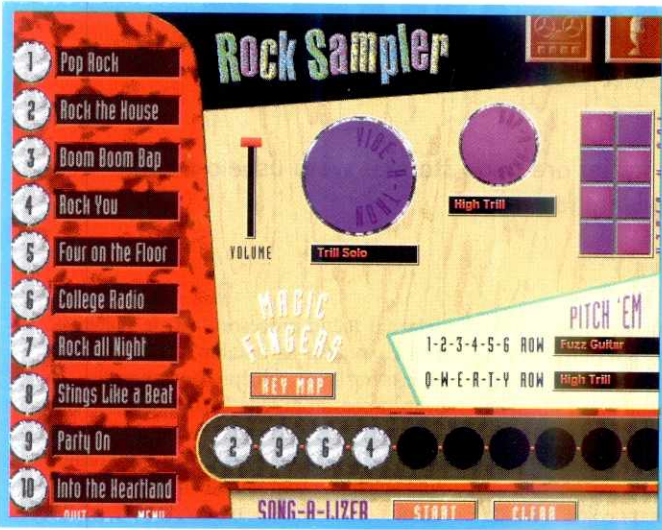 Rock Sampler
1 Pop Rock
2 Rock the House
3 Boom Boom Bap
4 Rock You
5 Four on the Floor
6 College Radio
7 Rock all Night
8 Stings Like a Beat
9 Party On
10 Into the Heartland
QUIT MENU
VOLUME
VIBE-A-TRON
Trill Solo
High Trill
MAGIC
FINGERS
KEY MAP
PITCH 'EM
1-2-3-4-5-6 ROW Fuzz Guitar
Q-W-E-R-T-Y ROW High Trill
2 9 6 4
SONG-A-LIZER START CLEAR